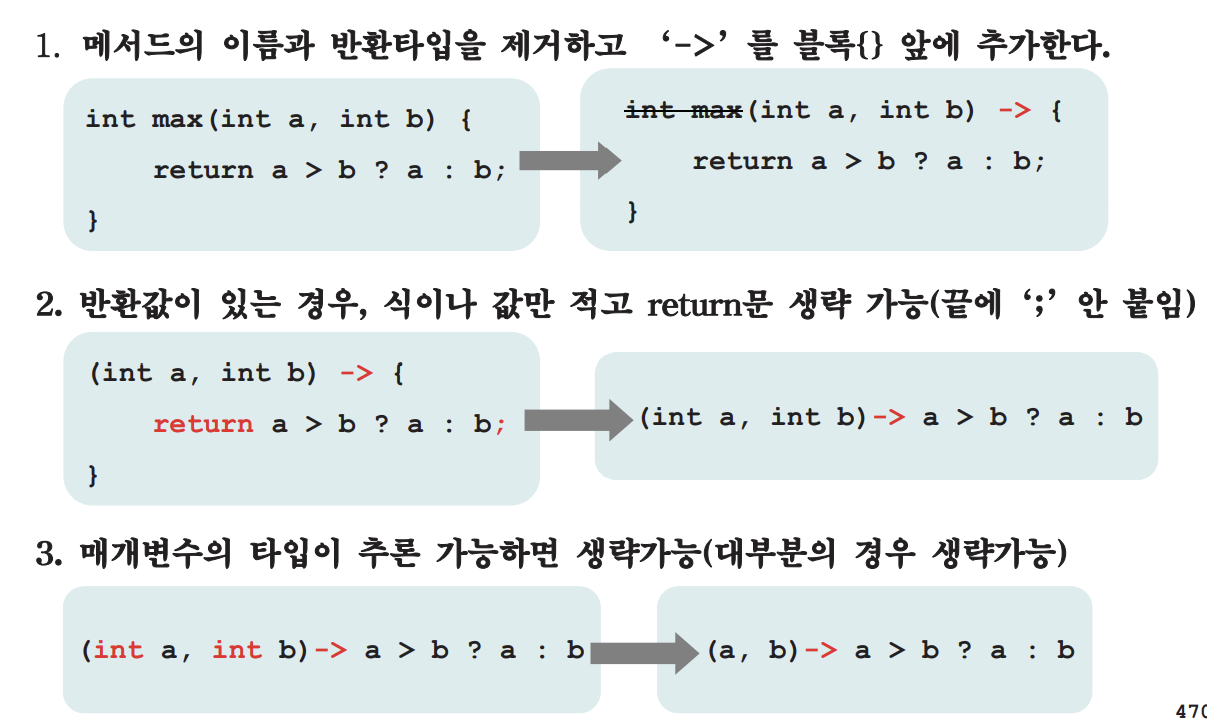 1. 메서드의 이름과 반환타입을 제거하고 ‘->’를 블록{} 앞에 추가한다.
int max(int a, int b) {
return a > b ? a : b;
}
int max(int a, int b) -> {
return a > b ? a : b;
}
2. 반환값이 있는 경우, 식이나 값만 적고 return문 생략 가능(끝에 ‘;’ 안 붙임)
(int a, int b) -> {
return a > b ? a : b;
}
(int a, int b)-> a > b ? a : b
3. 매개변수의 타입이 추론 가능하면 생략가능(대부분의 경우 생략가능)
(int a, int b)-> a > b ? a : b
(a, b)-> a > b ? a : b
470